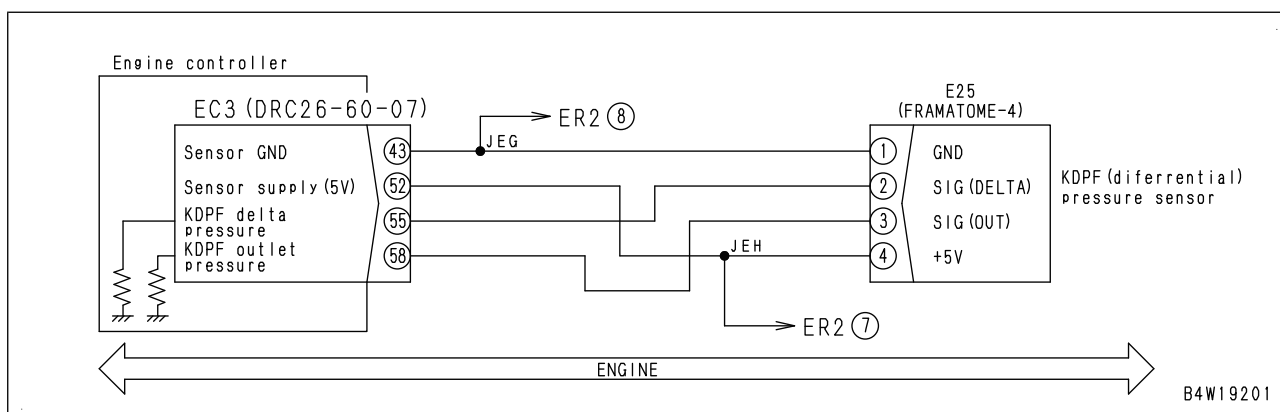 Engine controller
EC3 (DRC26-60-07)
Sensor GND
Sensor supply (5V)
KDPF delta
pressure
KDPF outlet
pressure
43
52
55
58
JEG
ER2 8
JEH
ER2 7
E25
(FRAMATOME-4)
1 GND
2 SIG (DELTA)
3 SIG (OUT)
4 +5V
KDPF (diferrential)
pressure sensor
ENGINE
B4W19201